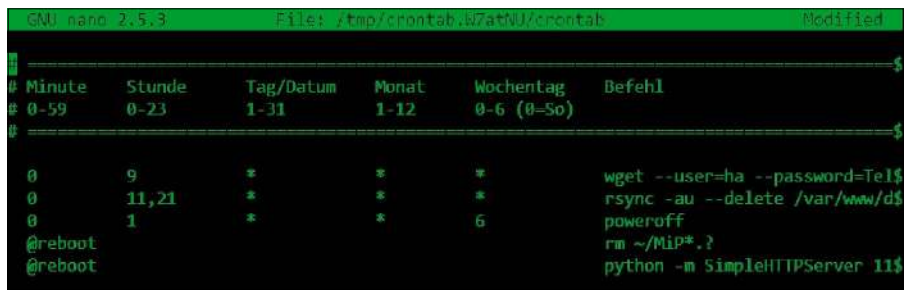 GNU nano 2.5.3 File: /tmp/crontab.W7atNU/crontab Modified
# ================================================================$
# Minute Stunde Tag/Datum Monat Wochentag Befehl
# 0-59 0-23 1-31 1-12 0-6 (0=So)
# ================================================================$
0 9 * * * wget --user=ha --password=Tel$
0 11,21 * * * rsync -au --delete /var/www/d$
0 1 * * 6 poweroff
@reboot rm ~/MiP*.?
@reboot python -m SimpleHTTPServer 11$